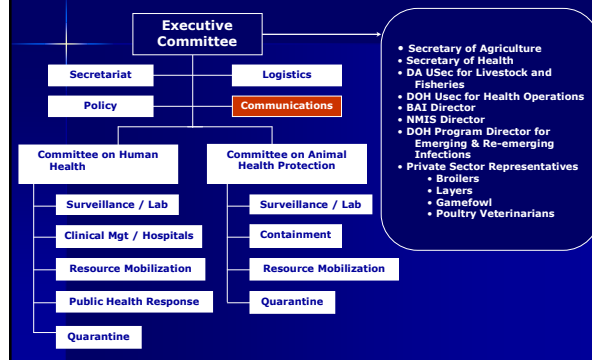 Executive
Committee
Secretariat
Logistics
Policy
Communications
Committee on Human
Health
Surveillance / Lab
Clinical Mgt / Hospitals
Resource Mobilization
Public Health Response
Quarantine
Committee on Animal
Health Protection
Surveillance / Lab
Containment
Resource Mobilization
Quarantine
• Secretary of Agriculture
• Secretary of Health
• DA USec for Livestock and
Fisheries
• DOH Usec for Health Operations
• BAI Director
• NMIS Director
• DOH Program Director for
Emerging & Re-emerging
Infections
• Private Sector Representatives
• Broilers
• Layers
• Gamefowl
• Poultry Veterinarians